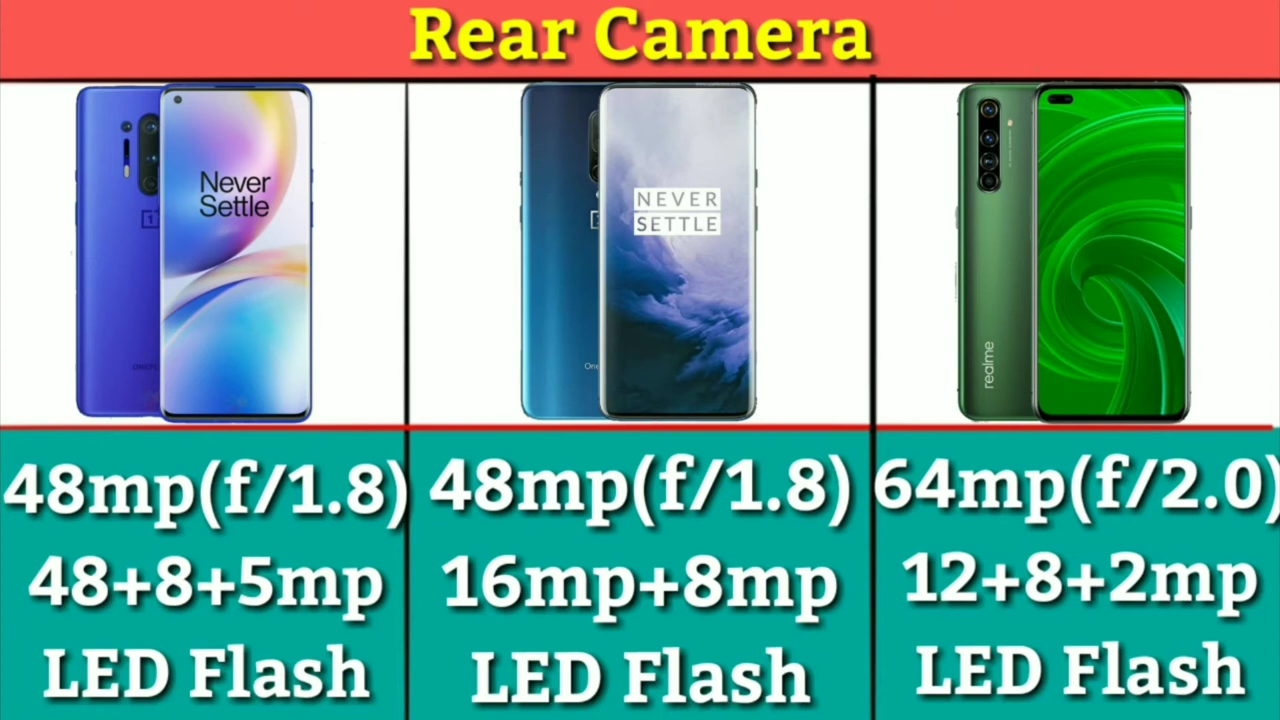 Rear Camera
Never
Settle
NEVER
SETTLE
One
realme
48mp(f/1.8)
48+8+5mp
LED Flash
48mp(f/1.8)
16mp+8mp
LED Flash
64mp(f/2.0)
12+8+2mp
LED Flash